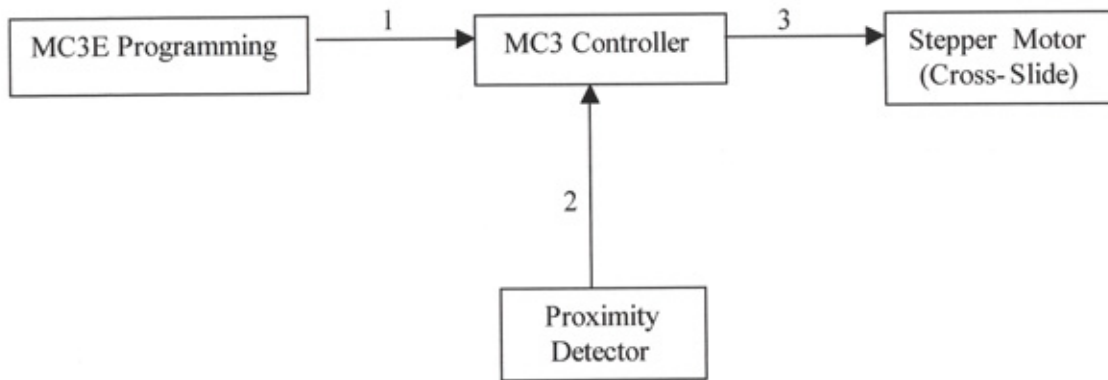 MC3E Programming
1
MC3 Controller
3
Stepper Motor
(Cross-Slide)
2
Proximity
Detector